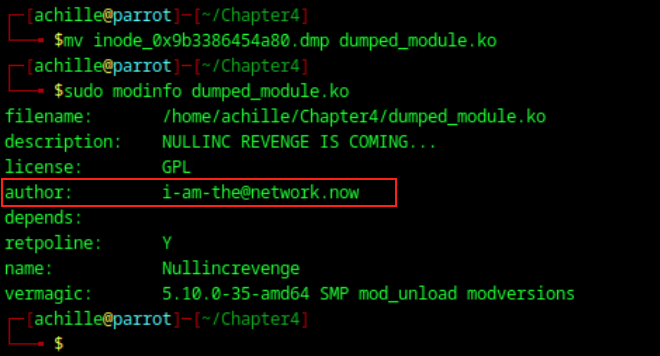 ┌─[achille@parrot]─[~/Chapter4]
└──╼ $mv inode_0x9b3386454a80.dmp dumped_module.ko
┌─[achille@parrot]─[~/Chapter4]
└──╼ $sudo modinfo dumped_module.ko
filename:       /home/achille/Chapter4/dumped_module.ko
description:    NULLINC REVENGE IS COMING...
license:        GPL
author:         i-am-the@network.now
depends:
retpoline:      Y
name:           Nullincrevenge
vermagic:       5.10.0-35-amd64 SMP mod_unload modversions
┌─[achille@parrot]─[~/Chapter4]
└──╼ $